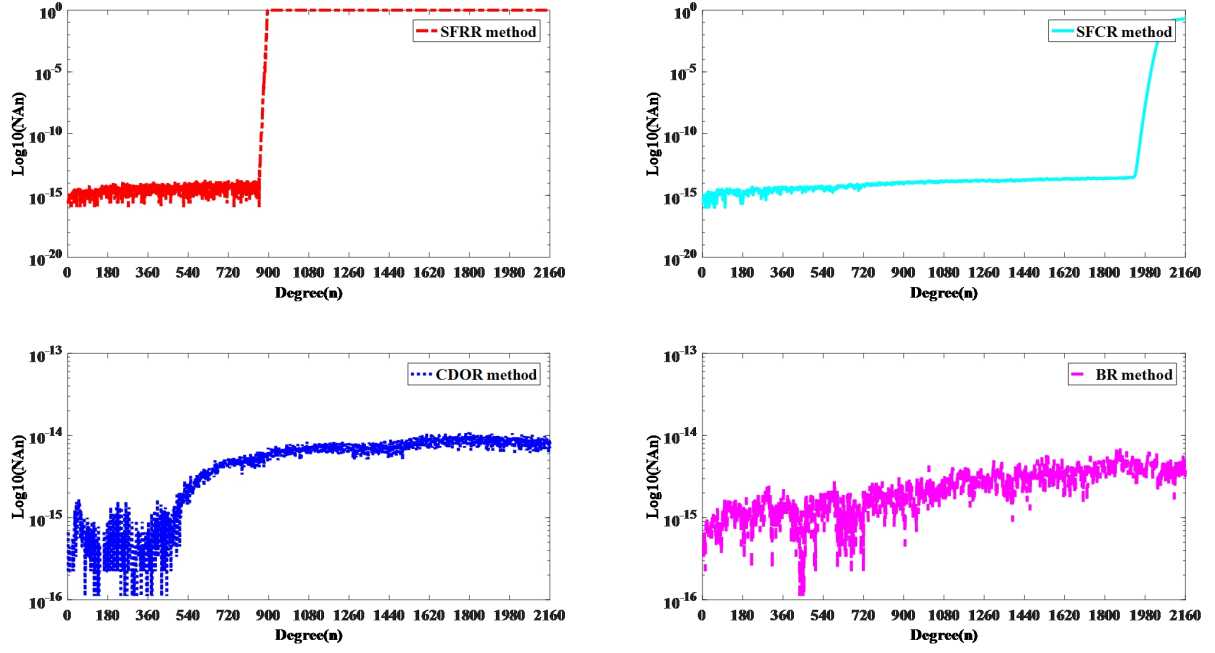 10⁰
SFRR method
10⁻⁵
Log10(NAn)
10⁻¹⁰
10⁻¹⁵
10⁻²⁰
0 180 360 540 720 900 1080 1260 1440 1620 1800 1980 2160
Degree(n)
10⁰
SFCR method
10⁻⁵
Log10(NAn)
10⁻¹⁰
10⁻¹⁵
10⁻²⁰
0 180 360 540 720 900 1080 1260 1440 1620 1800 1980 2160
Degree(n)
10⁻¹³
CDOR method
10⁻¹⁴
Log10(NAn)
10⁻¹⁵
10⁻¹⁶
0 180 360 540 720 900 1080 1260 1440 1620 1800 1980 2160
Degree(n)
10⁻¹³
BR method
10⁻¹⁴
Log10(NAn)
10⁻¹⁵
10⁻¹⁶
0 180 360 540 720 900 1080 1260 1440 1620 1800 1980 2160
Degree(n)